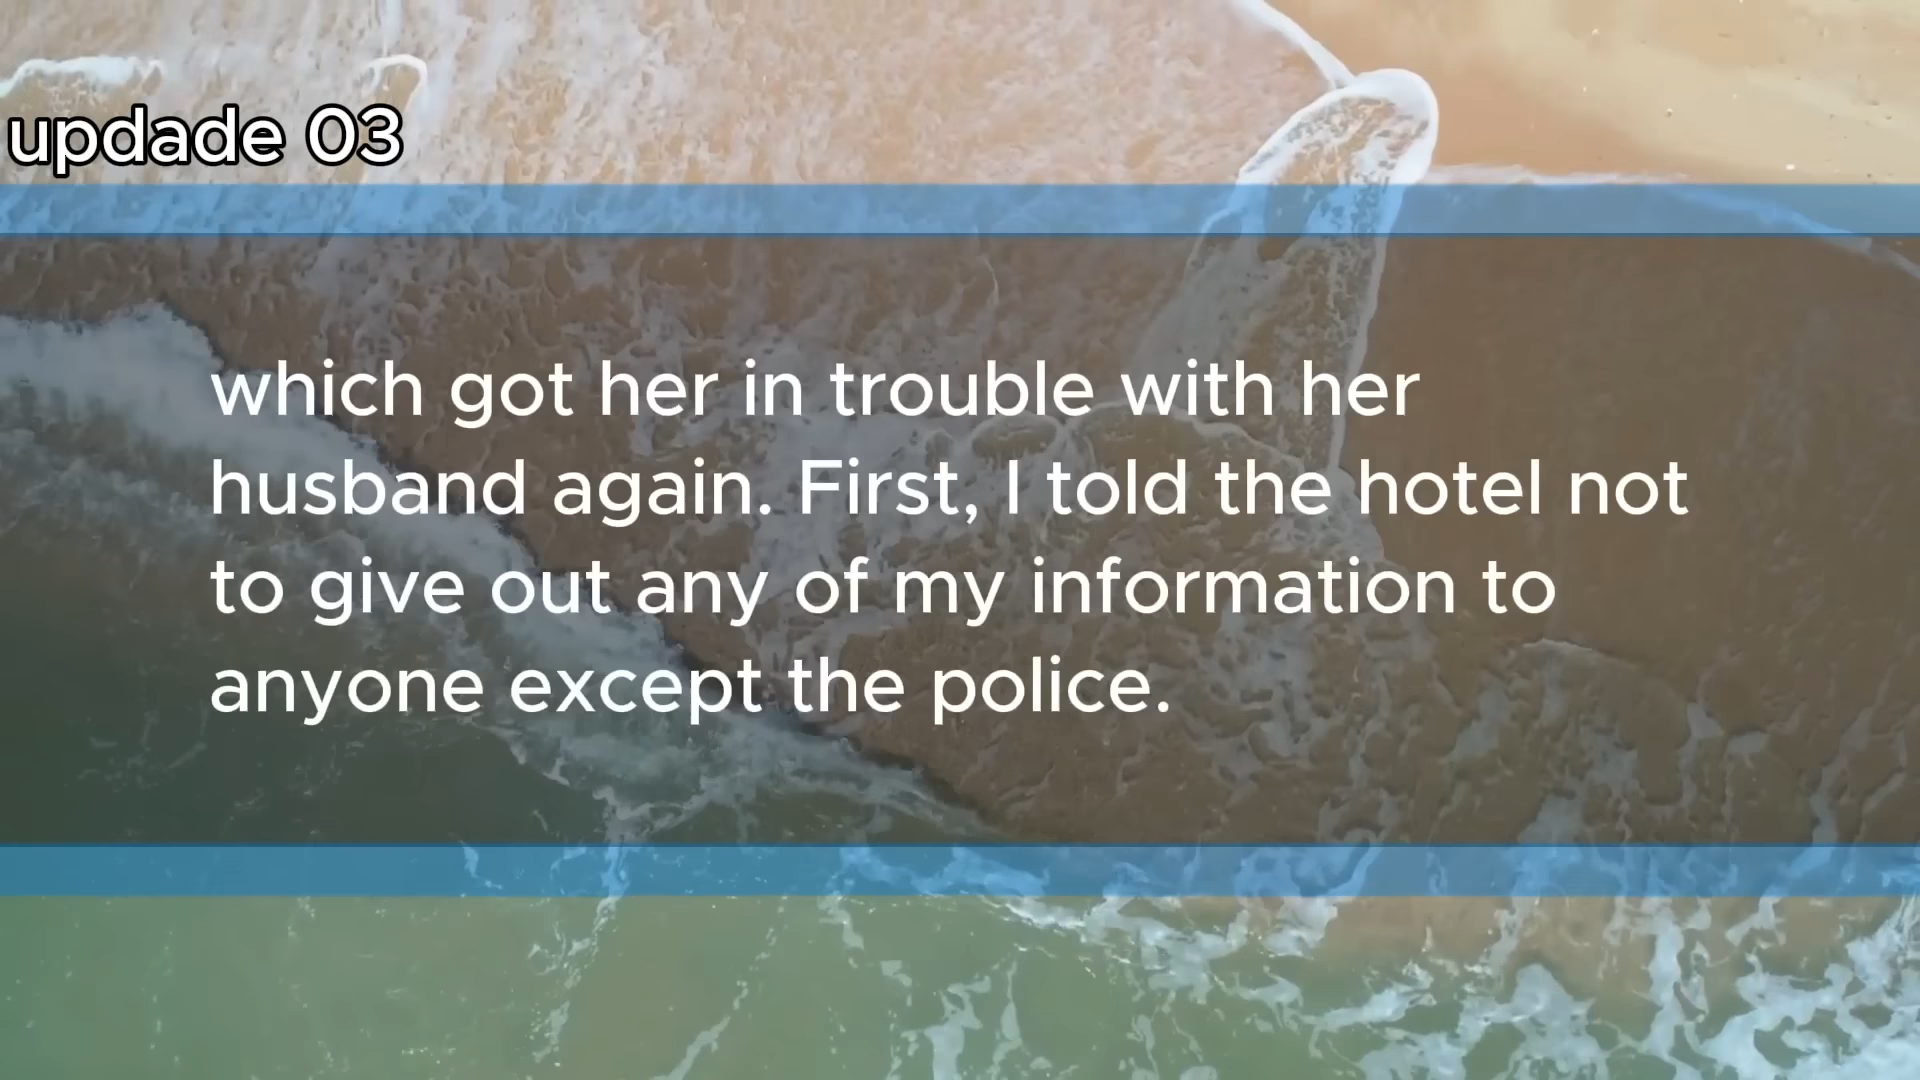 updade 03
which got her in trouble with her
husband again. First, I told the hotel not
to give out any of my information to
anyone except the police.